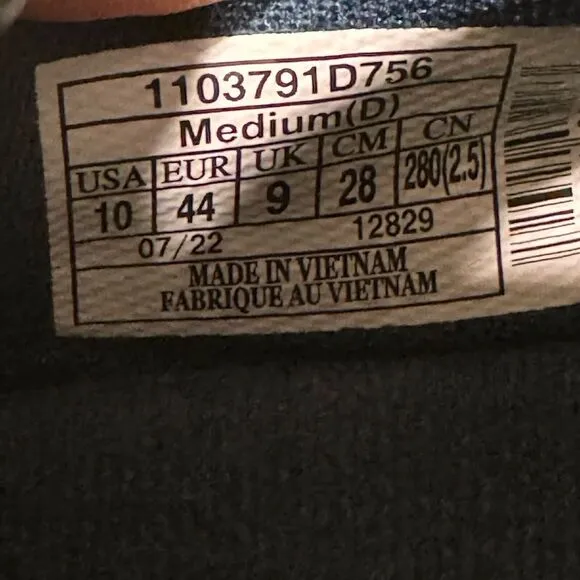 1103791D756
Medium(D)
USA EUR UK CM CN
10 44 9 28 280(2.5)
07/22 12829
MADE IN VIETNAM
FABRIQUE AU VIETNAM